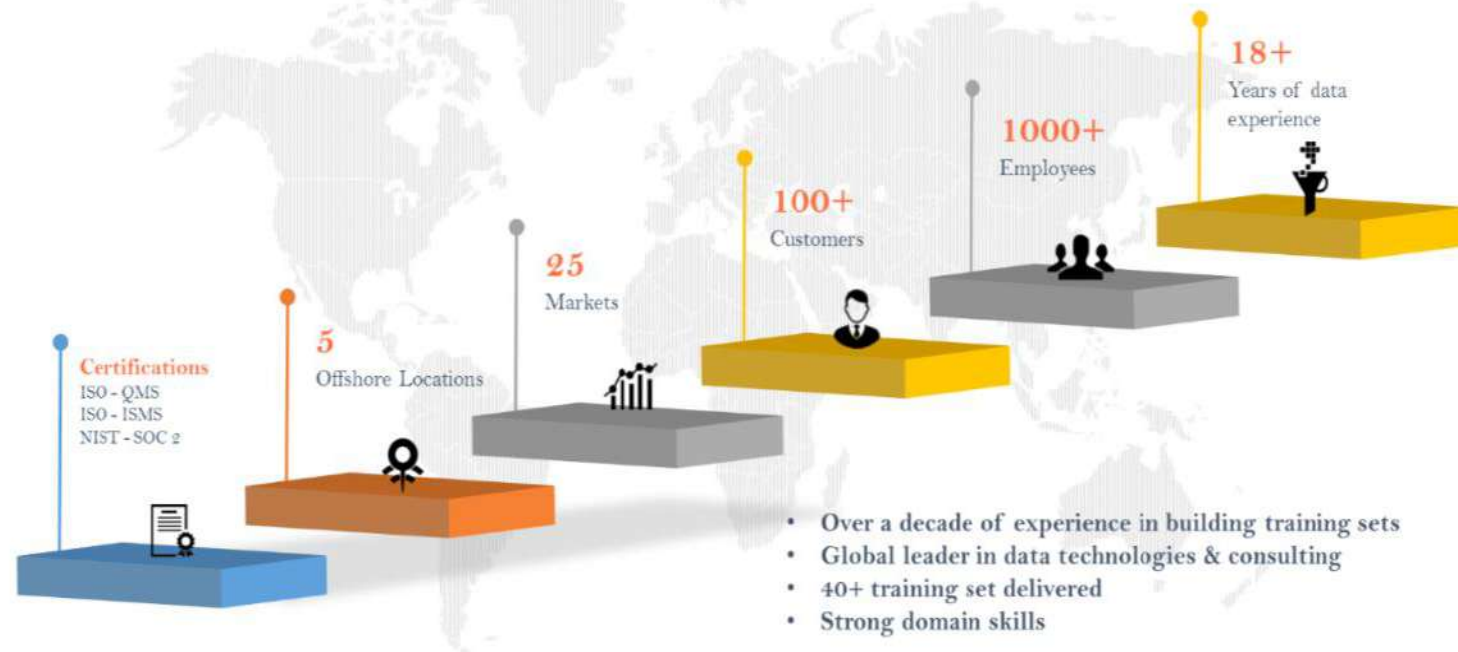 Certifications
ISO - QMS
ISO - ISMS
NIST - SOC 2
5
Offshore Locations
25
Markets
100+
Customers
1000+
Employees
18+
Years of data
experience
• Over a decade of experience in building training sets
• Global leader in data technologies & consulting
• 40+ training set delivered
• Strong domain skills